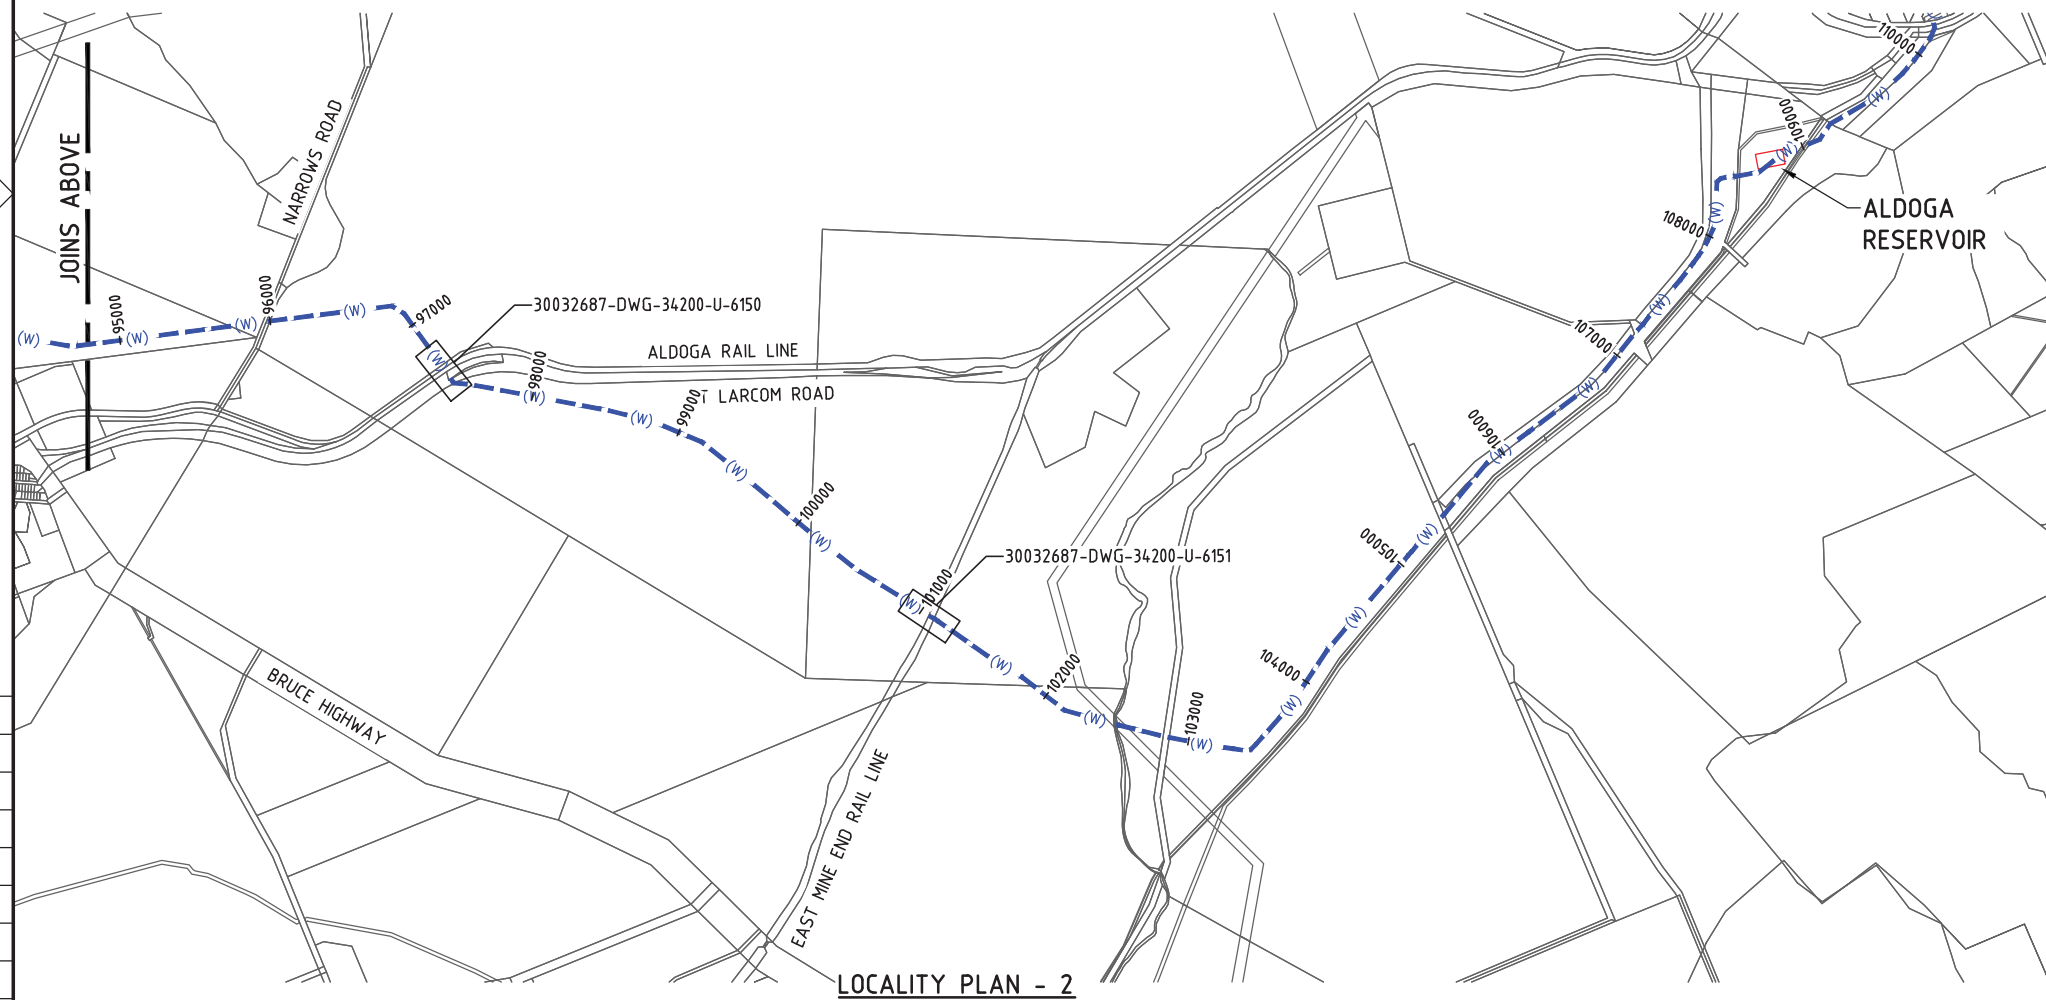 JOINS ABOVE
NARROWS ROAD
(W)
95000
(W)
(W)
96000
(W)
97000
(W)
30032687-DWG-34200-U-6150
ALDOGA RAIL LINE
98000
(W)
T LARCOM ROAD
(W)
99000
(W)
100000
(W)
30032687-DWG-34200-U-6151
(W)
101000
(W)
102000
(W)
103000
(W)
(W)
104000
(W)
105000
(W)
106000
(W)
(W)
107000
(W)
108000
(W)
(W)
109000
(W)
110000
ALDOGA
RESERVOIR
BRUCE HIGHWAY
EAST MINE END RAIL LINE
LOCALITY PLAN - 2